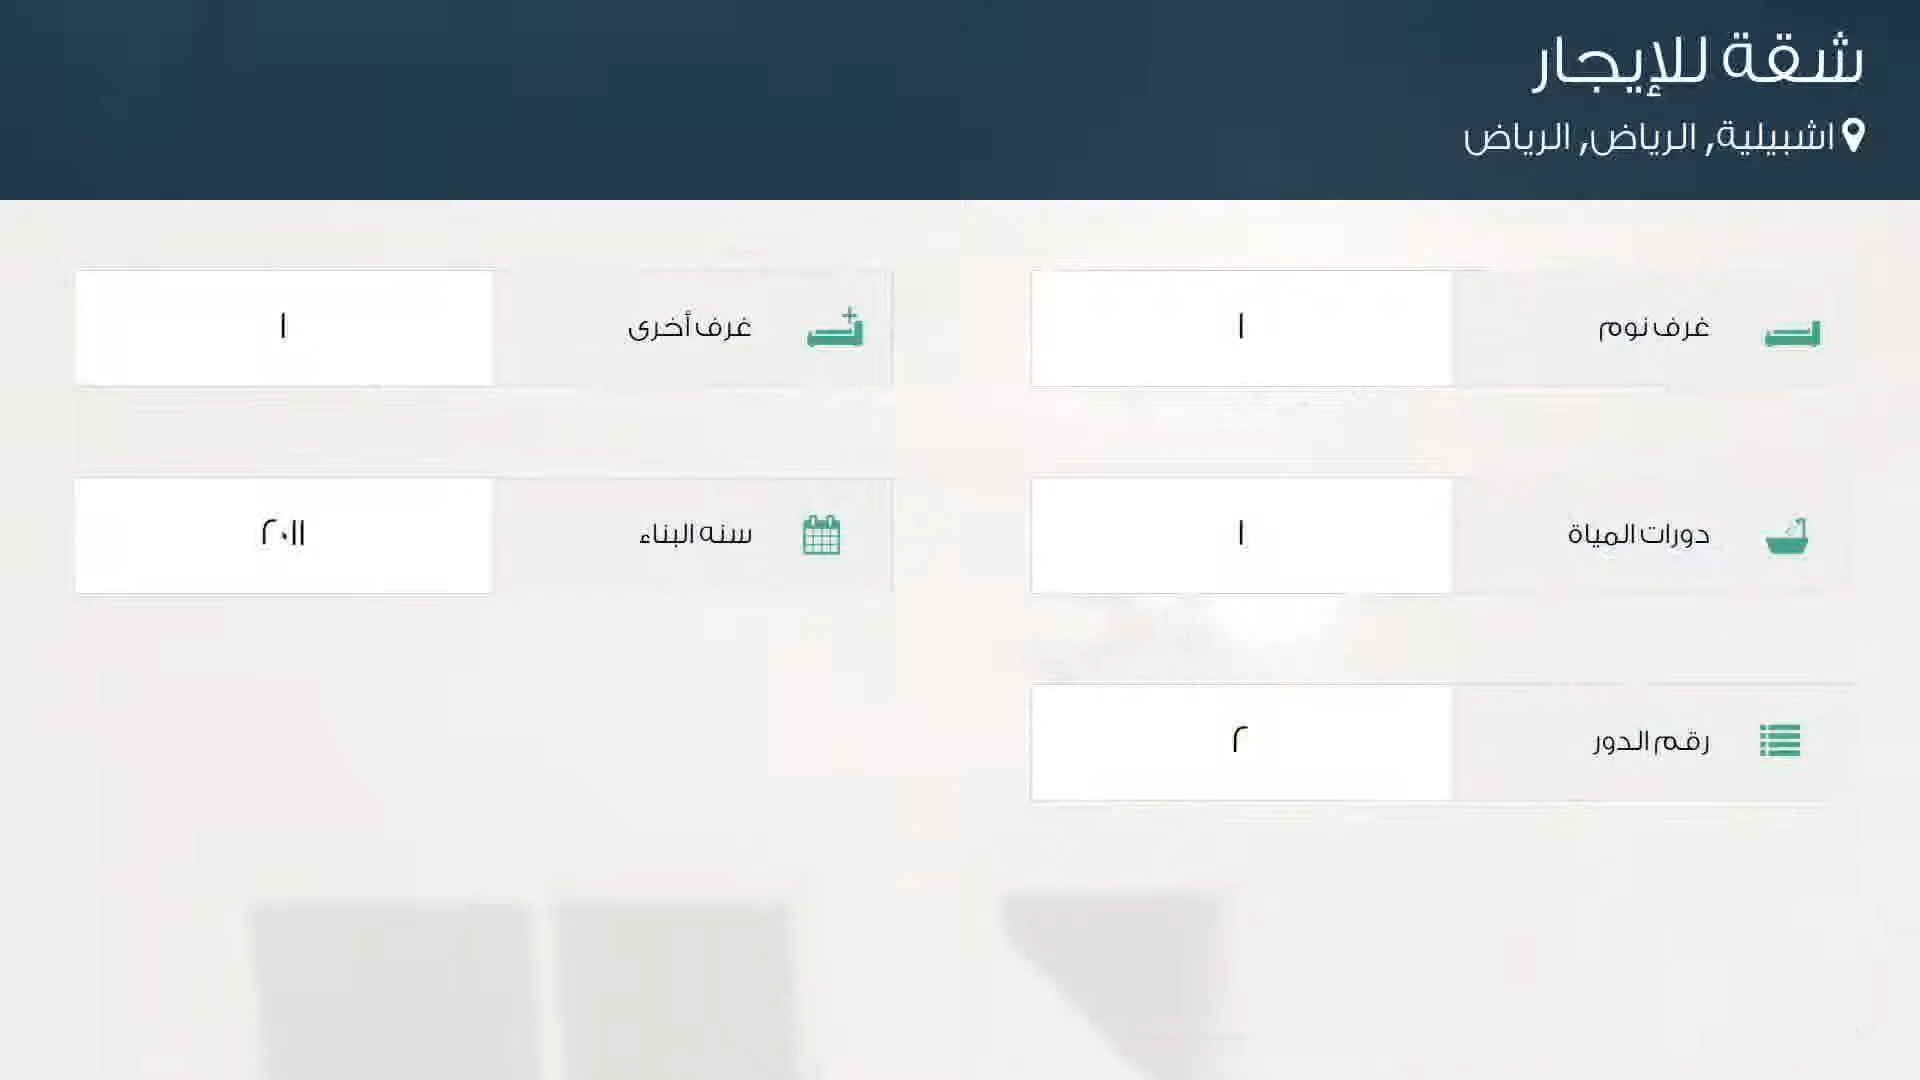 شقة للإيجار
اشبيلية, الرياض, الرياض
غرف نوم
١
غرف أخرى
١
دورات المياة
١
سنه البناء
٢٠١١
رقم الدور
٢